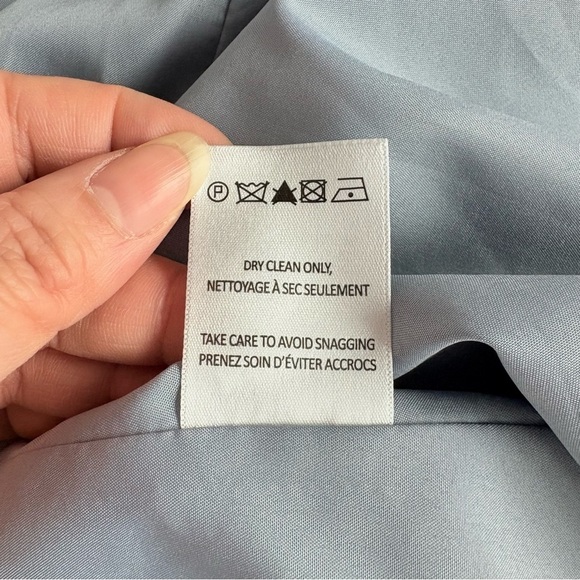 P
DRY CLEAN ONLY,
NETTOYAGE À SEC SEULEMENT
TAKE CARE TO AVOID SNAGGING
PRENEZ SOIN D'ÉVITER ACCROCS